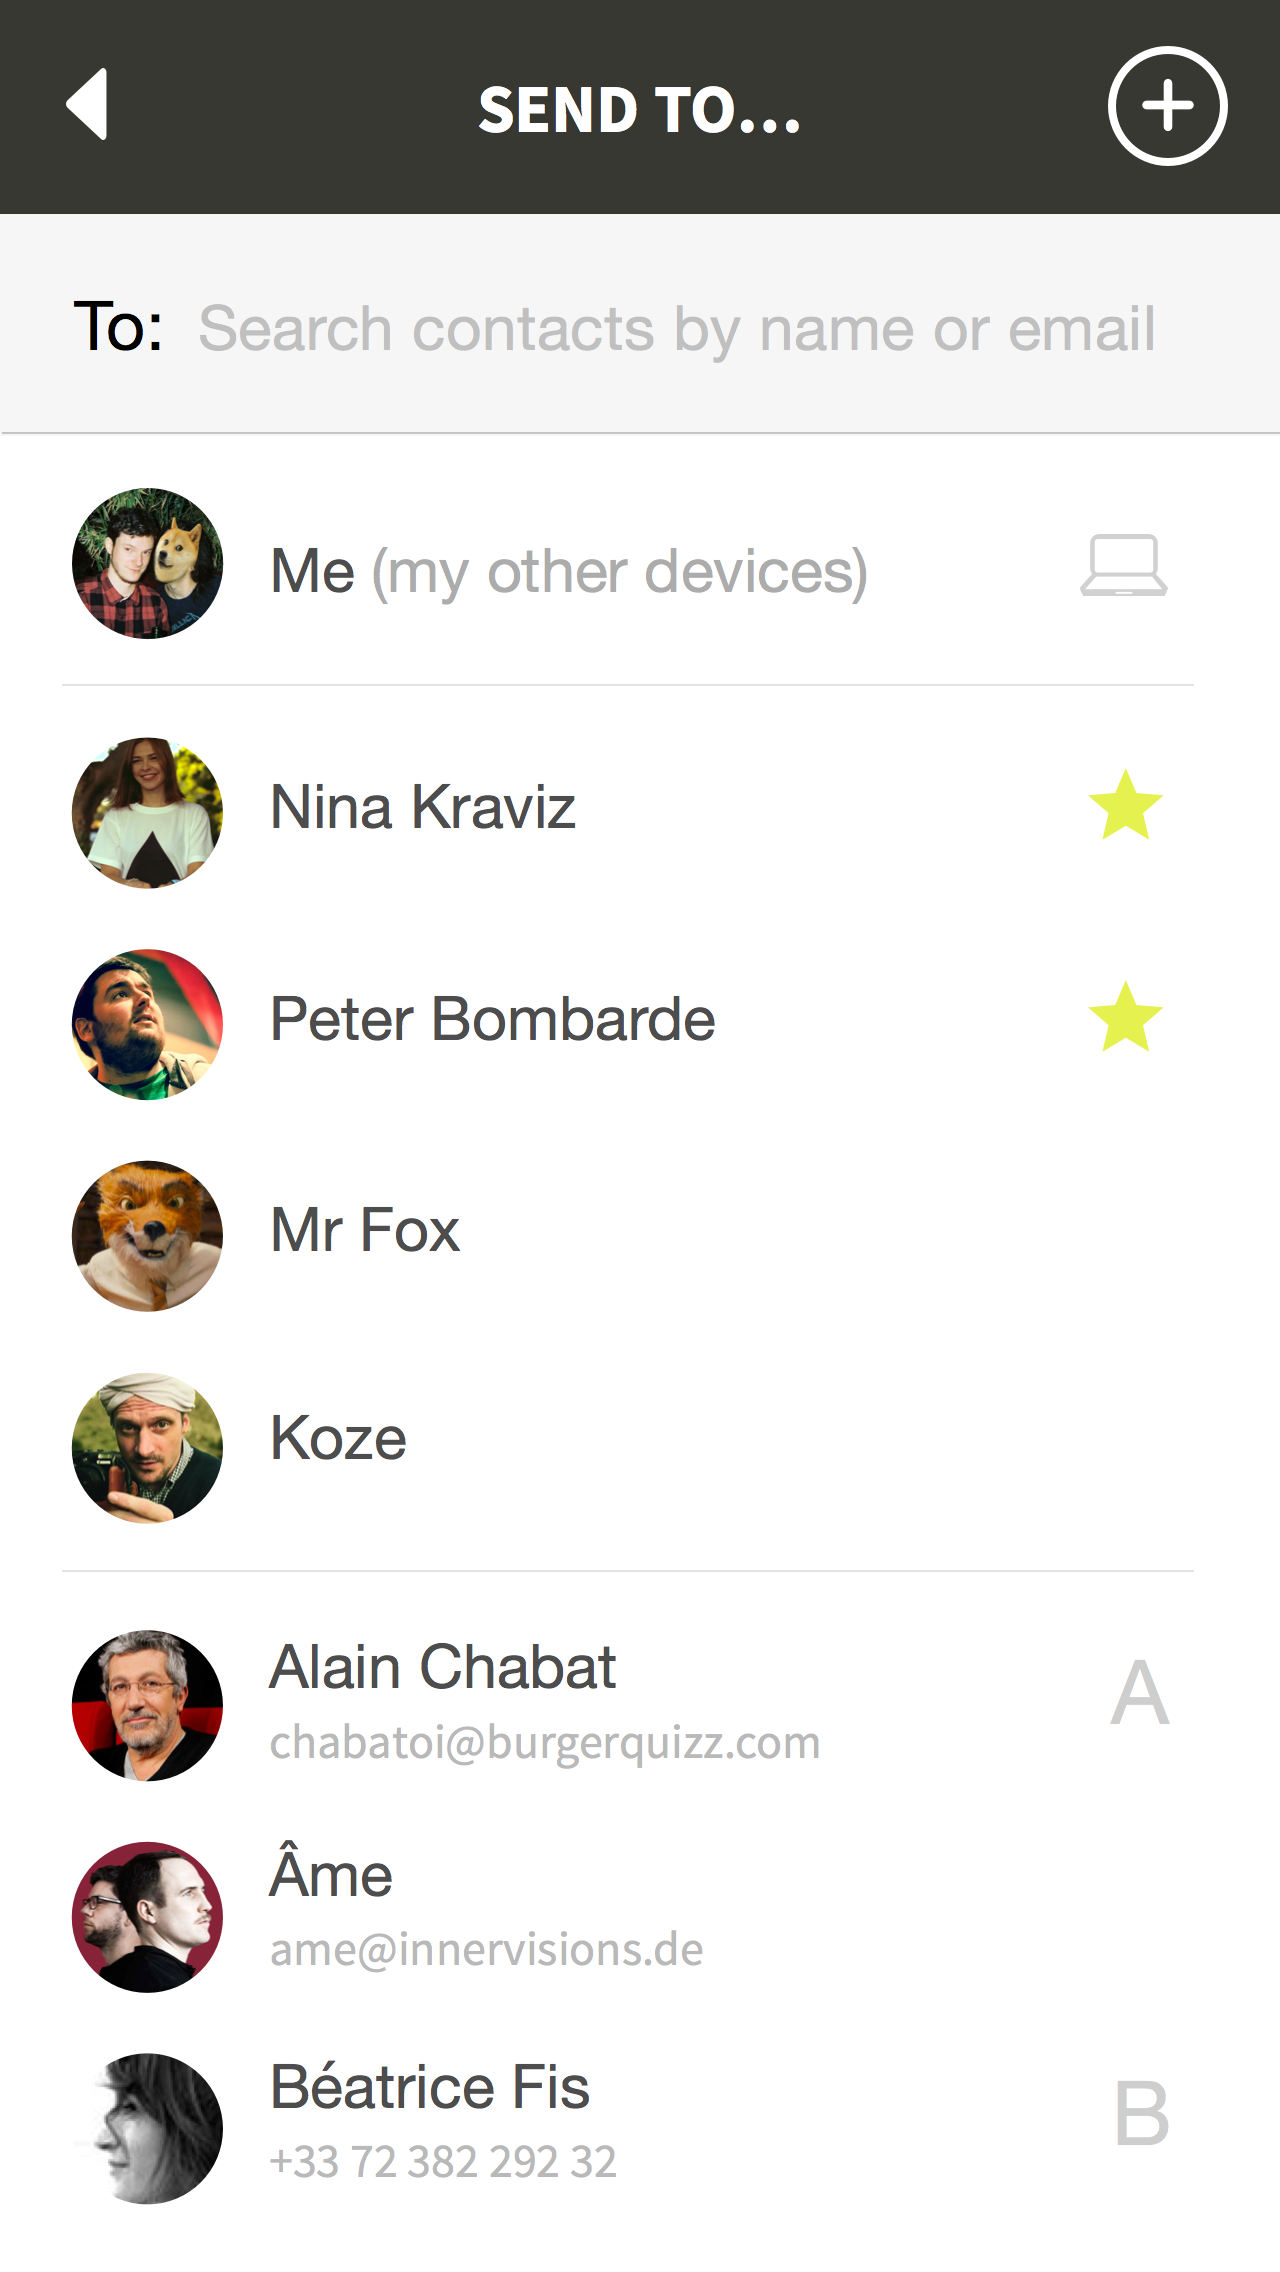 SEND TO...
To: Search contacts by name or email
Me (my other devices)
Nina Kraviz
Peter Bombarde
Mr Fox
Koze
Alain Chabat
A
chabatoi@burgerquizz.com
Âme
ame@innervisions.de
Béatrice Fis
B
+33 72 382 292 32